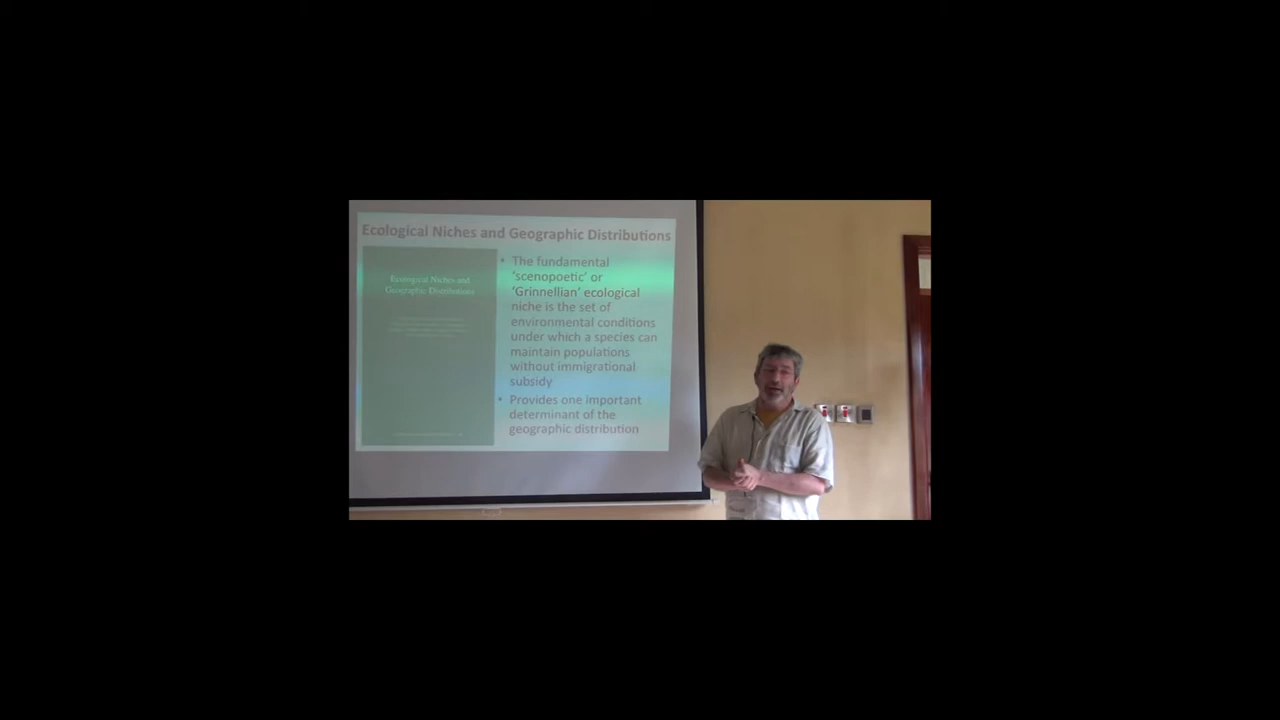 Ecological Niches and Geographic Distributions
Ecological Niches and
Geographic Distributions
• The fundamental
'scenopoetic' or
'Grinnellian' ecological
niche is the set of
environmental conditions
under which a species can
maintain populations
without immigrational
subsidy
• Provides one important
determinant of the
geographic distribution